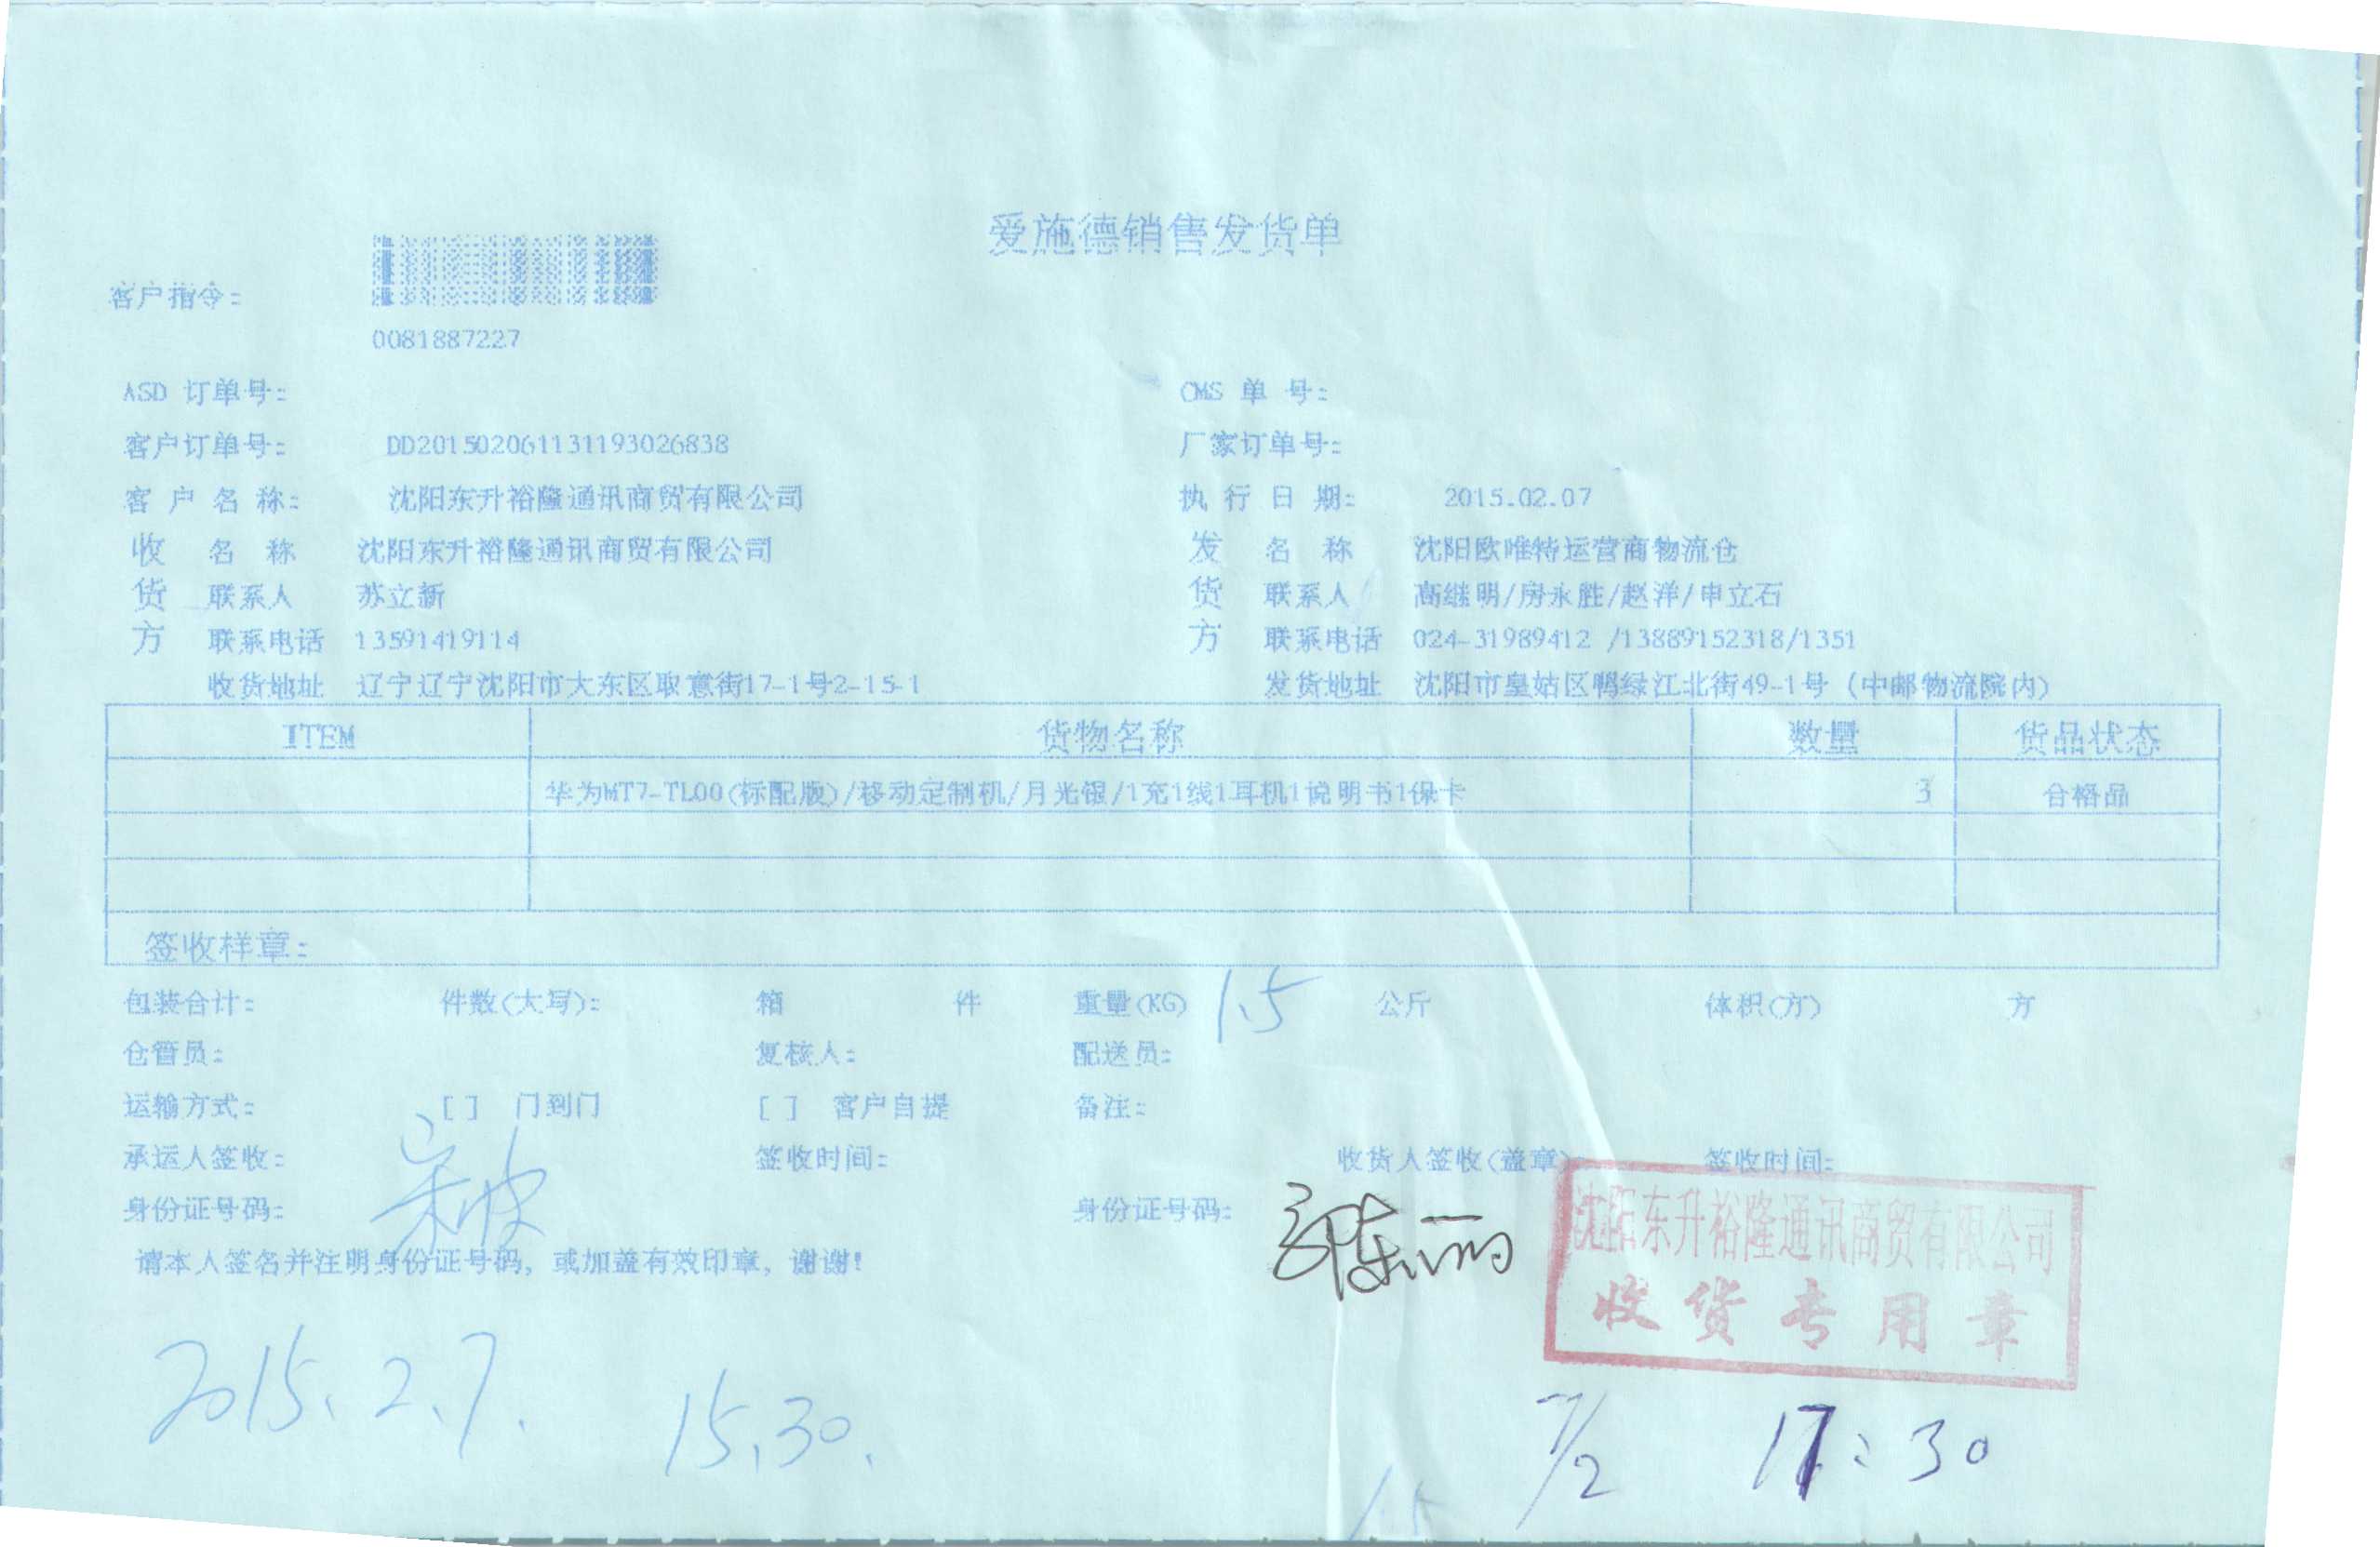 爱施德销售发货单
客户指令:
0081887227
ASD 订单号: CMS 单 号:
客户订单号: DD201502061131193026838 厂家订单号:
客 户 名 称: 沈阳东升裕隆通讯商贸有限公司 执 行 日 期: 2015.02.07
收 名 称 沈阳东升裕隆通讯商贸有限公司 发 名 称 沈阳欧唯特运营商物流仓
货 联系人 苏立新 货 联系人 高继明/房永胜/赵洋/申立石
方 联系电话 13591419114 方 联系电话 024-31989412 /13889152318/1351
收货地址 辽宁辽宁沈阳市大东区取意街17-1号2-15-1 发货地址 沈阳市皇姑区鸭绿江北街49-1号 (中邮物流院内)
ITEM 货物名称 数量 货品状态
华为MT7-TL00(标配版)/移动定制机/月光银/1充1线1耳机1说明书1保卡 3 合格品
签收样章:
包装合计: 件数(大写): 箱 件 重量(KG) 1.5 公斤 体积(方) 方
仓管员: 复核人: 配送员:
运输方式: [ ] 门到门 [ ] 客户自提 备注:
承运人签收: 签收时间: 收货人签收(盖章) 签收时间:
身份证号码: 身份证号码:
请本人签名并注明身份证号码, 或加盖有效印章, 谢谢!
沈阳东升裕隆通讯商贸有限公司
收货专用章
2015.2.7. 15.30.
7/2 17:30
15